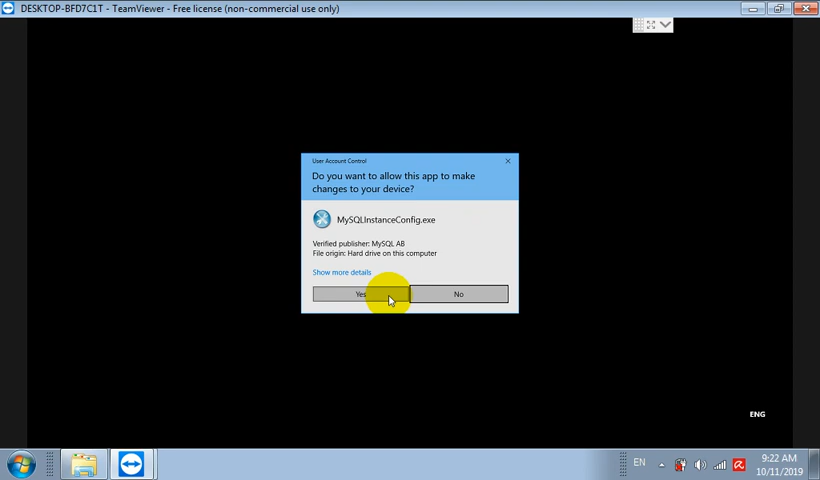 DESKTOP-BFD7C1T - TeamViewer - Free license (non-commercial use only)
User Account Control
Do you want to allow this app to make
changes to your device?
MySQLInstanceConfig.exe
Verified publisher: MySQL AB
File origin: Hard drive on this computer
Show more details
Yes
No
ENG
EN
9:22 AM
10/11/2019